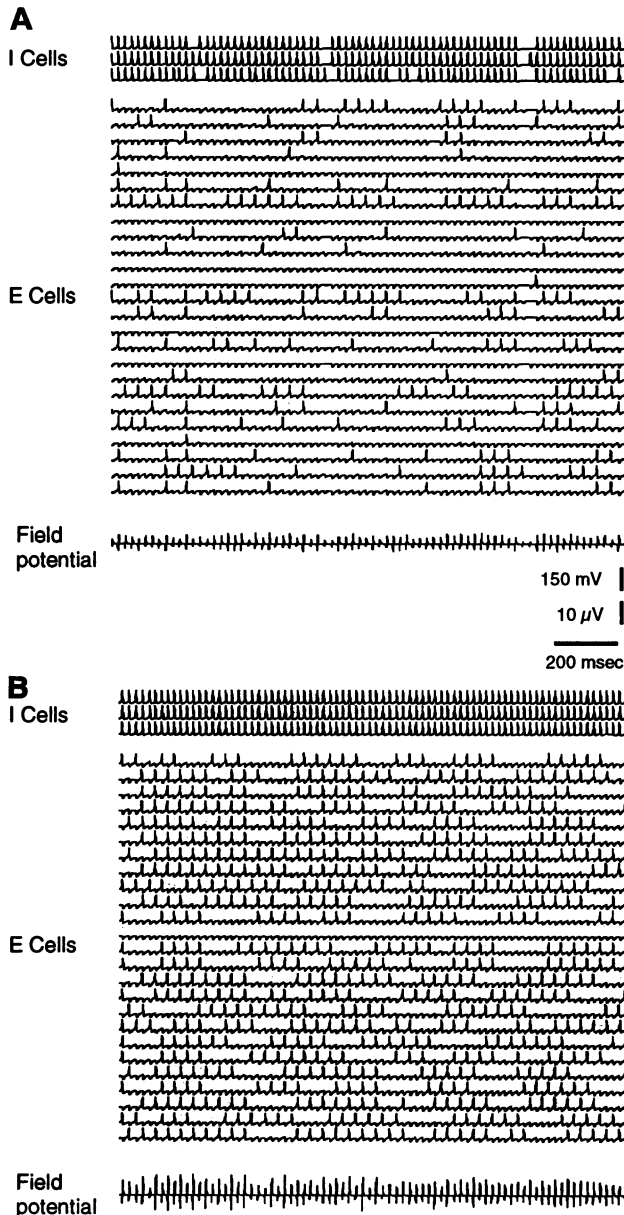 A
I Cells
E Cells
Field
potential
150 mV
10 µV
200 msec
B
I Cells
E Cells
Field
potential